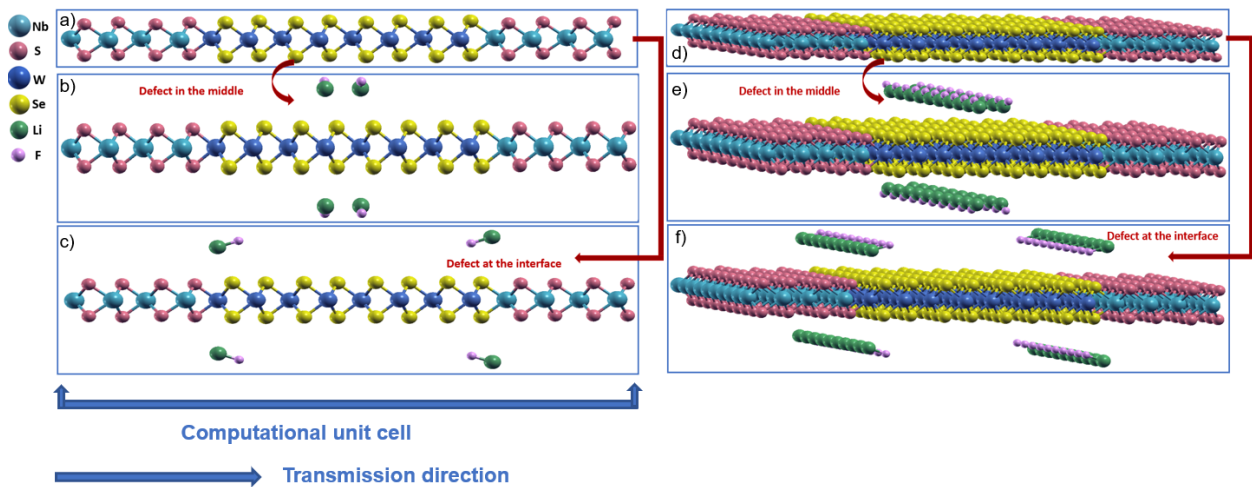 Nb
S
W
Se
Li
F
a)
b)
Defect in the middle
c)
Defect at the interface
d)
e)
Defect in the middle
f)
Defect at the interface
Computational unit cell
Transmission direction